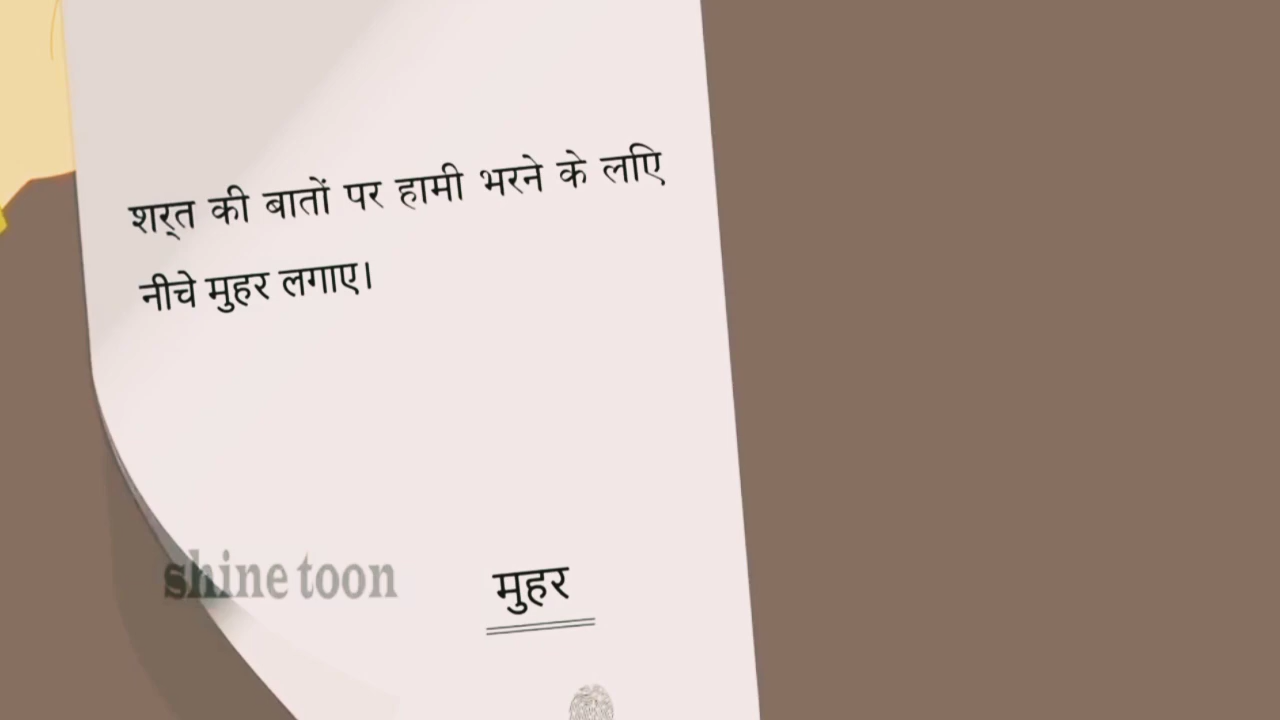 शर्‌त की बातों पर हामी भरने के लिए
नीचे मुहर लगाए।
shine toon
मुहर